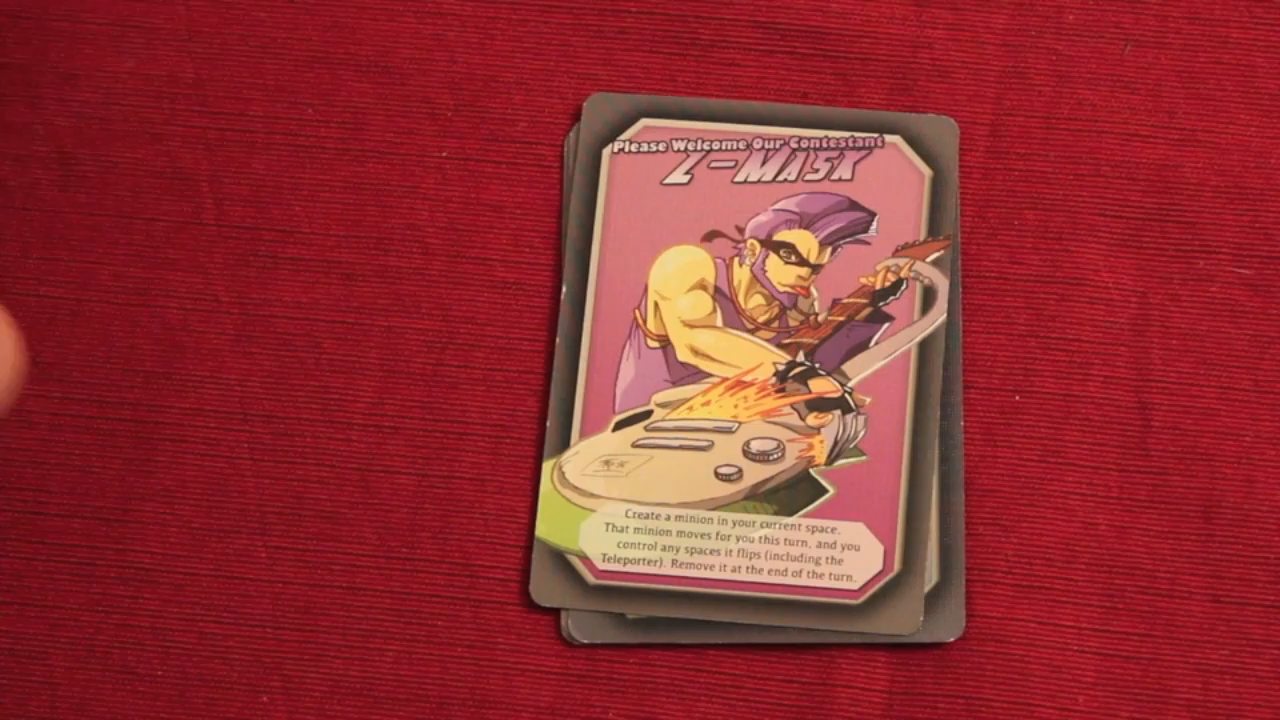 Please Welcome Our Contestant
Z-MASK
Create a minion in your current space.
That minion moves for you this turn, and you
control any spaces it flips (including the
Teleporter). Remove it at the end of the turn.